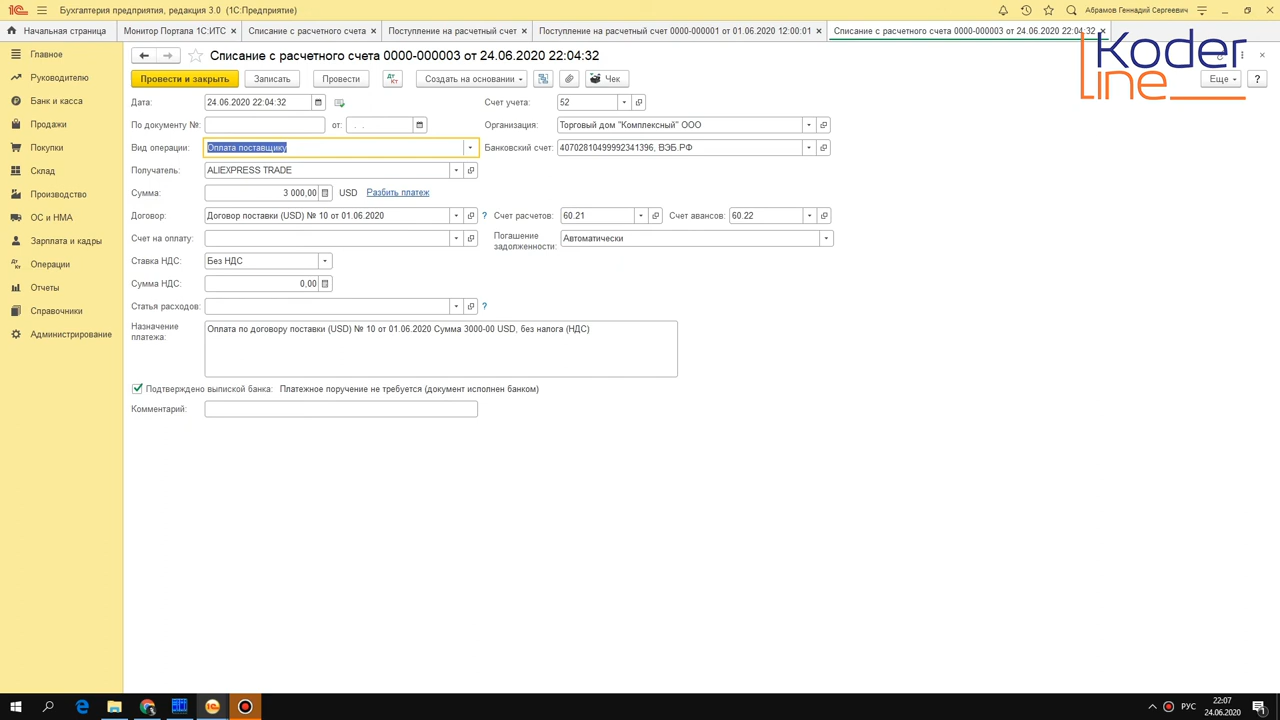 Бухгалтерия предприятия, редакция 3.0 (1С:Предприятие)
Абрамов Геннадий Сергеевич
Начальная страница
Монитор Портала 1С:ИТС
Списание с расчетного счета
Поступление на расчетный счет
Поступление на расчетный счет 0000-000001 от 01.06.2020 12:00:01
Списание с расчетного счета 0000-000003 от 24.06.2020 22:04:32
Koder
line
Главное
Руководителю
Банк и касса
Продажи
Покупки
Склад
Производство
ОС и НМА
Зарплата и кадры
Операции
Отчеты
Справочники
Администрирование
Списание с расчетного счета 0000-000003 от 24.06.2020 22:04:32
Провести и закрыть Записать Провести Дт Кт Создать на основании Чек Еще ?
Дата: 24.06.2020 22:04:32 Счет учета: 52
По документу №: от: . . Организация: Торговый дом "Комплексный" ООО
Вид операции: Оплата поставщику Банковский счет: 40702810499992341396, ВЭБ.РФ
Получатель: ALIEXPRESS TRADE
Сумма: 3 000,00 USD Разбить платеж
Договор: Договор поставки (USD) № 10 от 01.06.2020 ? Счет расчетов: 60.21 Счет авансов: 60.22
Счет на оплату: Погашение задолженности: Автоматически
Ставка НДС: Без НДС
Сумма НДС: 0,00
Статья расходов: ?
Назначение платежа: Оплата по договору поставки (USD) № 10 от 01.06.2020 Сумма 3000-00 USD, без налога (НДС)
Подтверждено выпиской банка: Платежное поручение не требуется (документ исполнен банком)
Комментарий:
РУС
22:07
24.06.2020
1